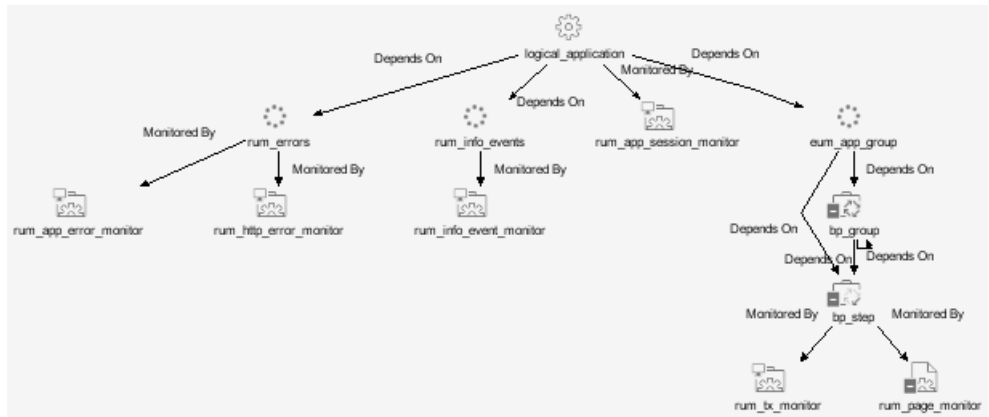 logical_application
Depends On
Depends On
Monitored By
Depends On
rum_errors
rum_info_events
rum_app_session_monitor
eum_app_group
Monitored By
Monitored By
Monitored By
Depends On
rum_app_error_monitor
rum_http_error_monitor
rum_info_event_monitor
bp_group
Depends On
Depends On
Depends On
bp_step
Monitored By
Monitored By
rum_tx_monitor
rum_page_monitor